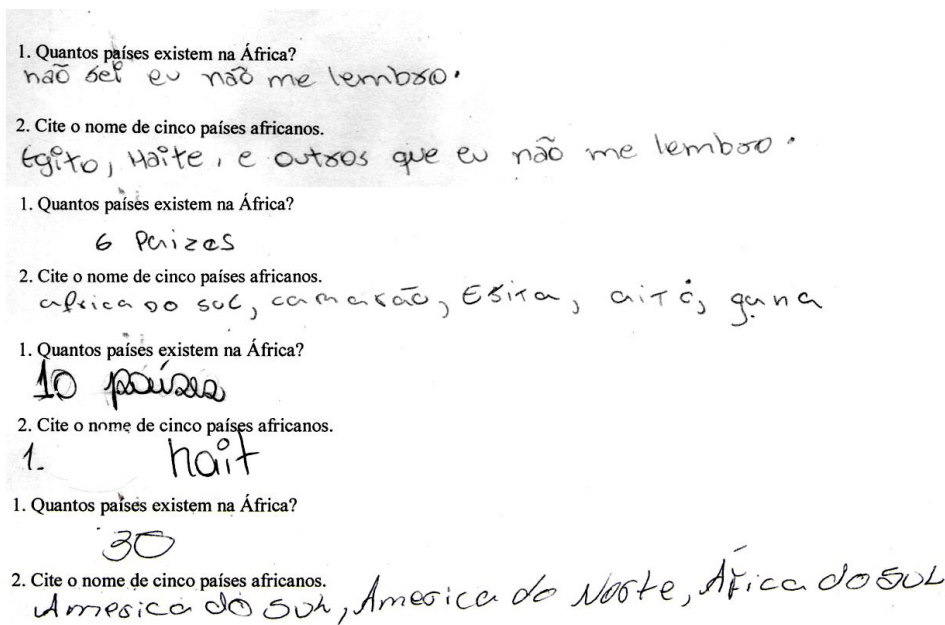 1. Quantos países existem na África?
não sei eu não me lembro.
2. Cite o nome de cinco países africanos.
Egito, Haite, e outros que eu não me lembro.
1. Quantos países existem na África?
6 Paizes
2. Cite o nome de cinco países africanos.
africa do sul, camarão, Esita, aité, gana
1. Quantos países existem na África?
10 países
2. Cite o nome de cinco países africanos.
1. hait
1. Quantos países existem na África?
30
2. Cite o nome de cinco países africanos.
America do Sul, America do Norte, Áfica do SUL